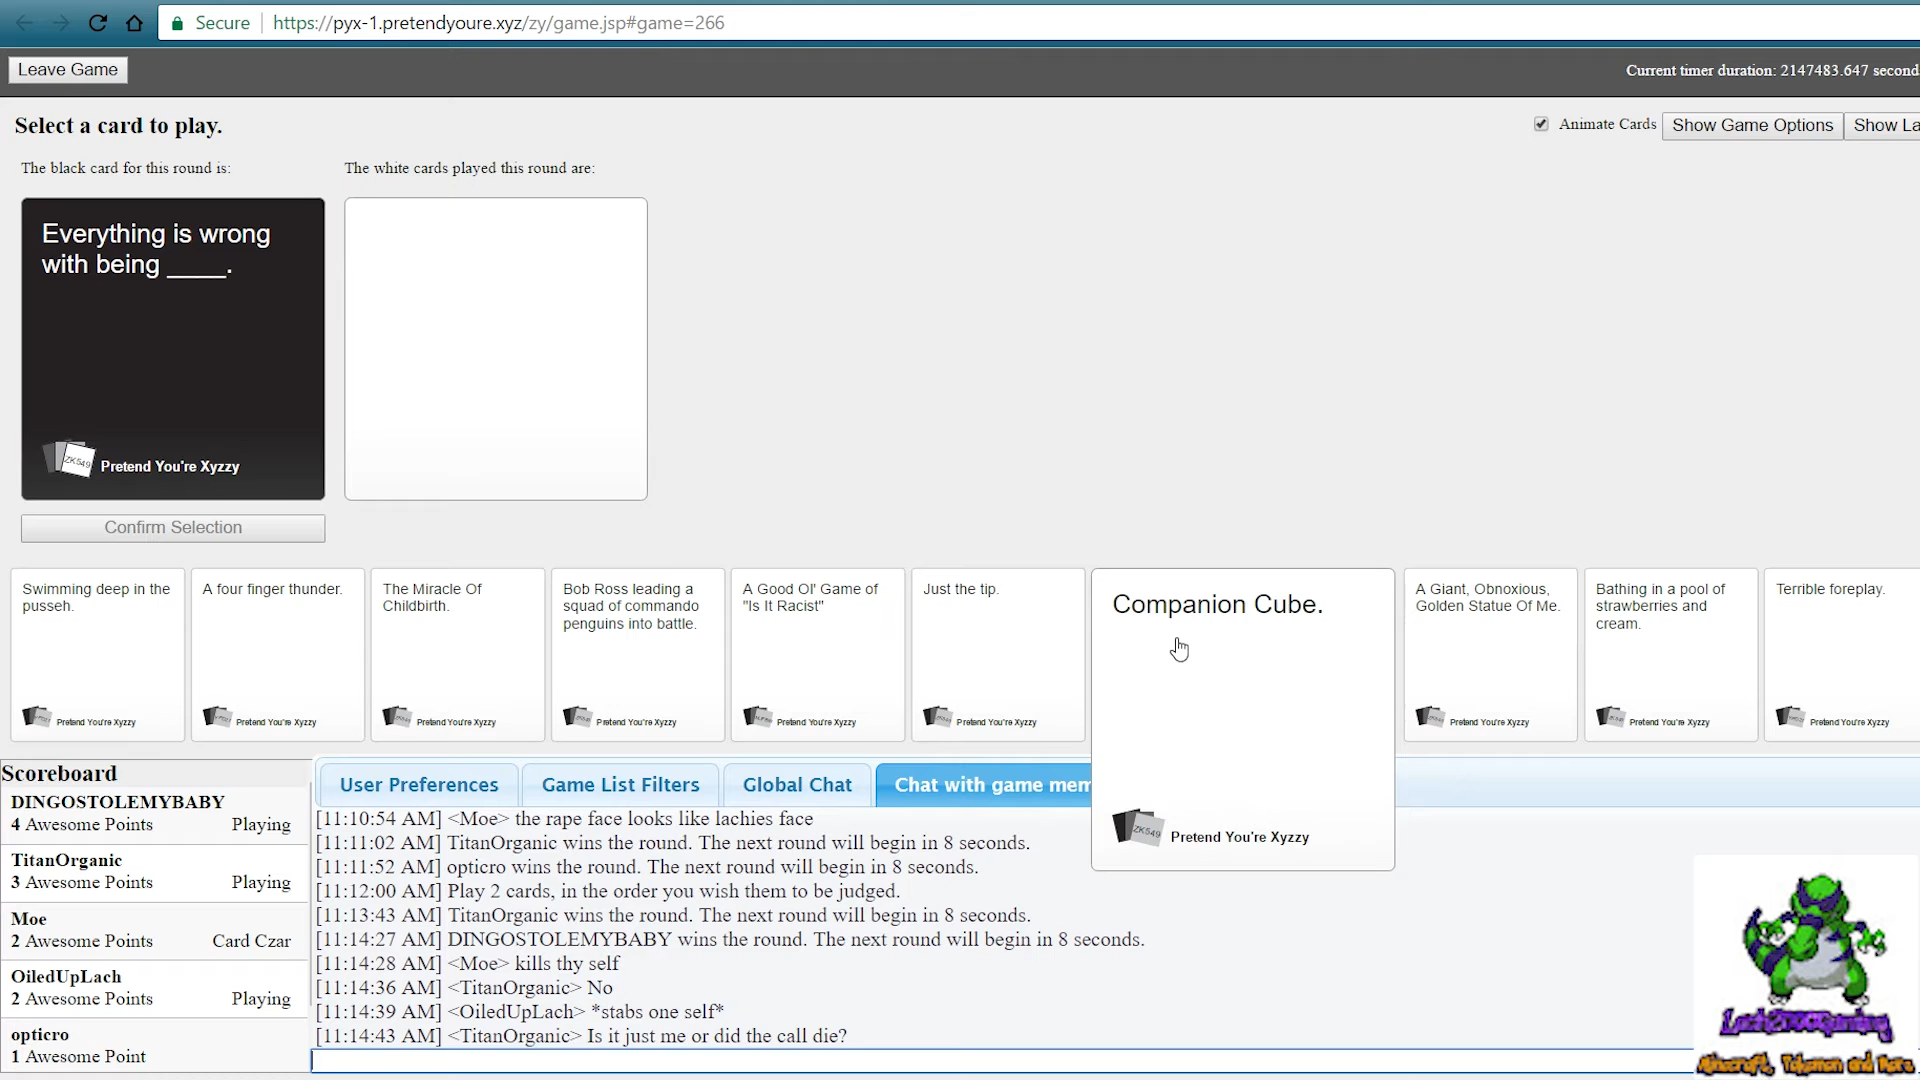 Secure https://pyx-1.pretendyoure.xyz/zy/game.jsp#game=266
Leave Game
Current timer duration: 2147483.647 second
Select a card to play.
Animate Cards
Show Game Options
Show La
The black card for this round is:
The white cards played this round are:
Everything is wrong
with being ____.
ZK549
Pretend You're Xyzzy
Confirm Selection
Swimming deep in the
pusseh.
Pretend You're Xyzzy
A four finger thunder.
Pretend You're Xyzzy
The Miracle Of
Childbirth.
Pretend You're Xyzzy
Bob Ross leading a
squad of commando
penguins into battle.
Pretend You're Xyzzy
A Good Ol' Game of
"Is It Racist"
Pretend You're Xyzzy
Just the tip.
Pretend You're Xyzzy
Companion Cube.
ZK549
Pretend You're Xyzzy
A Giant, Obnoxious,
Golden Statue Of Me.
Pretend You're Xyzzy
Bathing in a pool of
strawberries and
cream.
Pretend You're Xyzzy
Terrible foreplay.
Pretend You're Xyzzy
Scoreboard
DINGOSTOLEMYBABY
4 Awesome Points Playing
TitanOrganic
3 Awesome Points Playing
Moe
2 Awesome Points Card Czar
OiledUpLach
2 Awesome Points Playing
opticro
1 Awesome Point
User Preferences
Game List Filters
Global Chat
Chat with game mem
[11:10:54 AM] <Moe> the rape face looks like lachies face
[11:11:02 AM] TitanOrganic wins the round. The next round will begin in 8 seconds.
[11:11:52 AM] opticro wins the round. The next round will begin in 8 seconds.
[11:12:00 AM] Play 2 cards, in the order you wish them to be judged.
[11:13:43 AM] TitanOrganic wins the round. The next round will begin in 8 seconds.
[11:14:27 AM] DINGOSTOLEMYBABY wins the round. The next round will begin in 8 seconds.
[11:14:28 AM] <Moe> kills thy self
[11:14:36 AM] <TitanOrganic> No
[11:14:39 AM] <OiledUpLach> *stabs one self*
[11:14:43 AM] <TitanOrganic> Is it just me or did the call die?
Minecraft, Pokemon and More